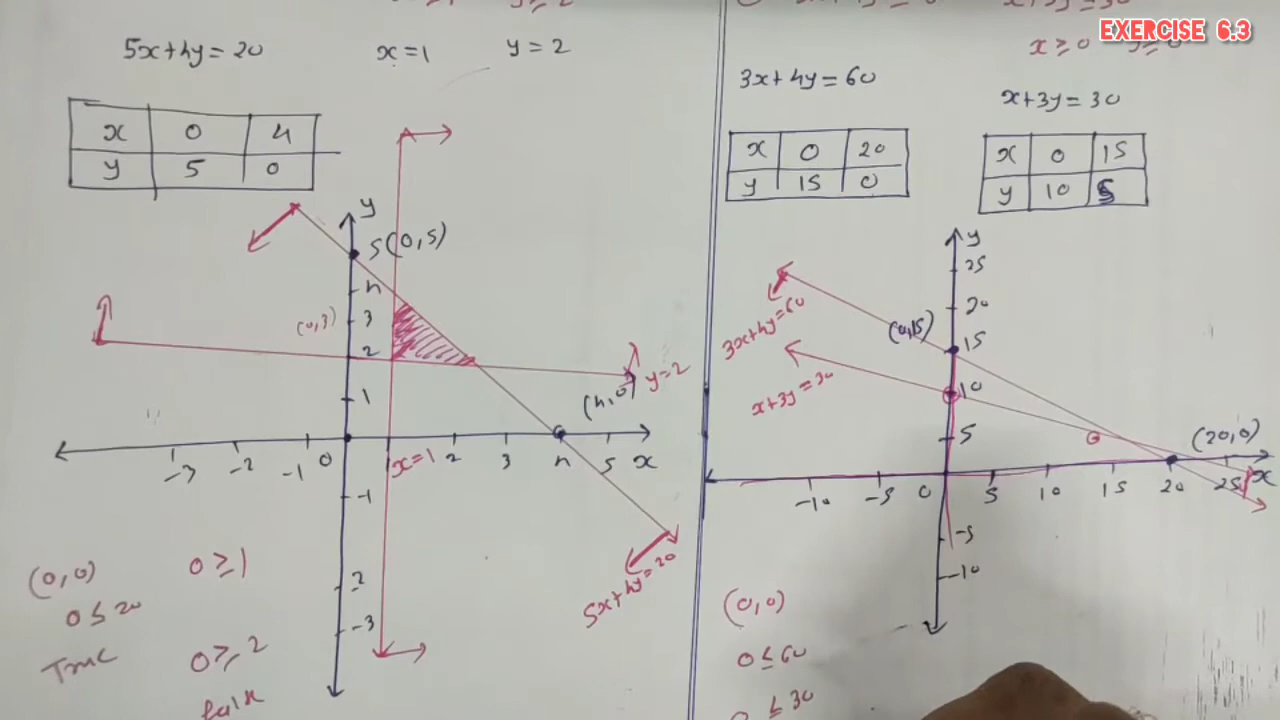 EXERCISE 6.3
5x+4y=20 x=1 y=2
x 0 4
y 5 0
y
5(0,5)
4
3
(0,3)
2
1
y=2
(4,0)
-3 -2 -1 0 x=1 2 3 4 5 x
-1
-2
-3
5x+4y=20
(0,0) 0≥1
0≤20
True 0≥2
false
x≥0 y≥0
3x+4y=60
x+3y=30
x 0 20
y 15 0
x 0 15
y 10 5
y
25
20
(0,15) 15
3x+4y=60
10
x+3y=30
5
(20,0)
-10 -5 0 5 10 15 20 25 x
-5
-10
(0,0)
0≤60
0≤30